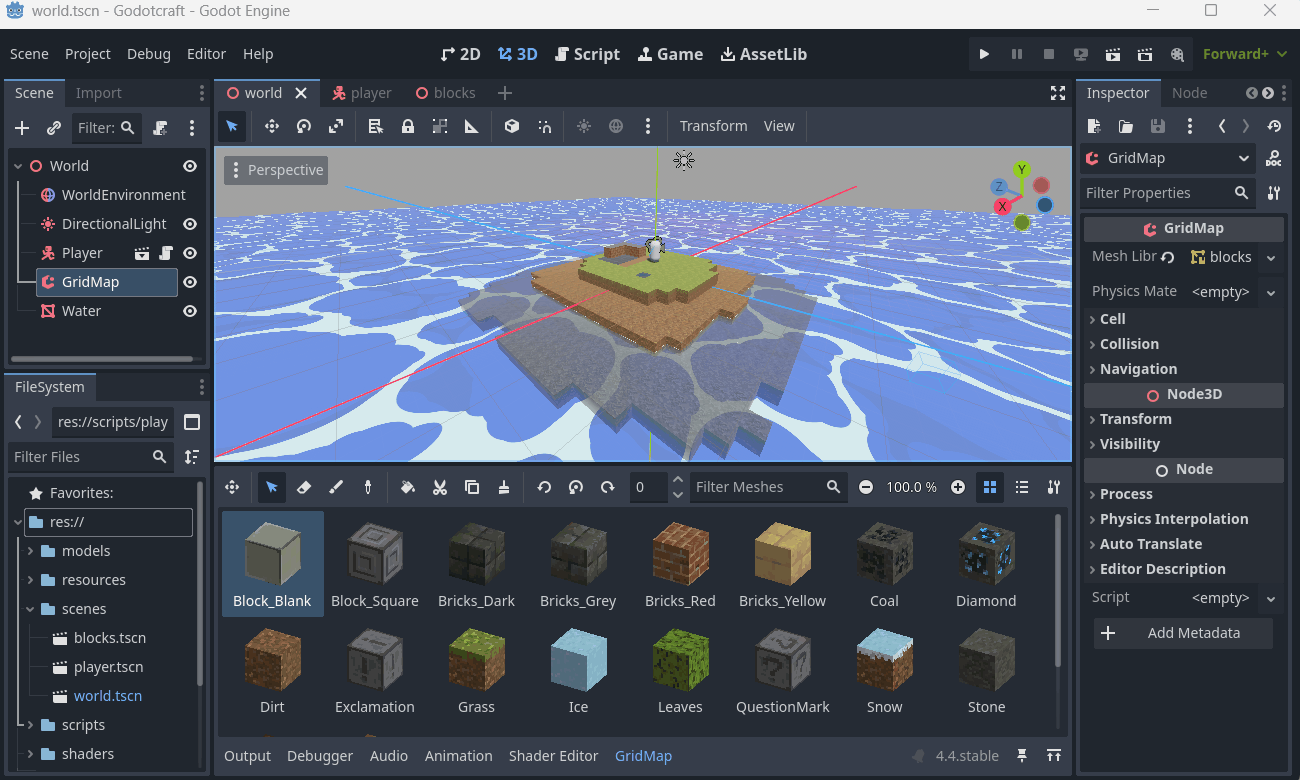 world.tscn - Godotcraft - Godot Engine
Scene Project Debug Editor Help
2D 3D Script Game AssetLib
Forward+
Scene Import
world player blocks
Inspector Node
Filter:
Transform View
World
WorldEnvironment
DirectionalLight
Player
GridMap
Water
Perspective
Y
Z
X
GridMap
Filter Properties
GridMap
Mesh Libr blocks
Physics Mate <empty>
Cell
Collision
Navigation
Node3D
Transform
Visibility
Node
Process
Physics Interpolation
Auto Translate
Editor Description
Script <empty>
Add Metadata
FileSystem
res://scripts/play
Filter Files
Favorites:
res://
models
resources
scenes
blocks.tscn
player.tscn
world.tscn
scripts
shaders
0 Filter Meshes 100.0 %
Block_Blank Block_Square Bricks_Dark Bricks_Grey Bricks_Red Bricks_Yellow Coal Diamond
Dirt Exclamation Grass Ice Leaves QuestionMark Snow Stone
Output Debugger Audio Animation Shader Editor GridMap
4.4.stable